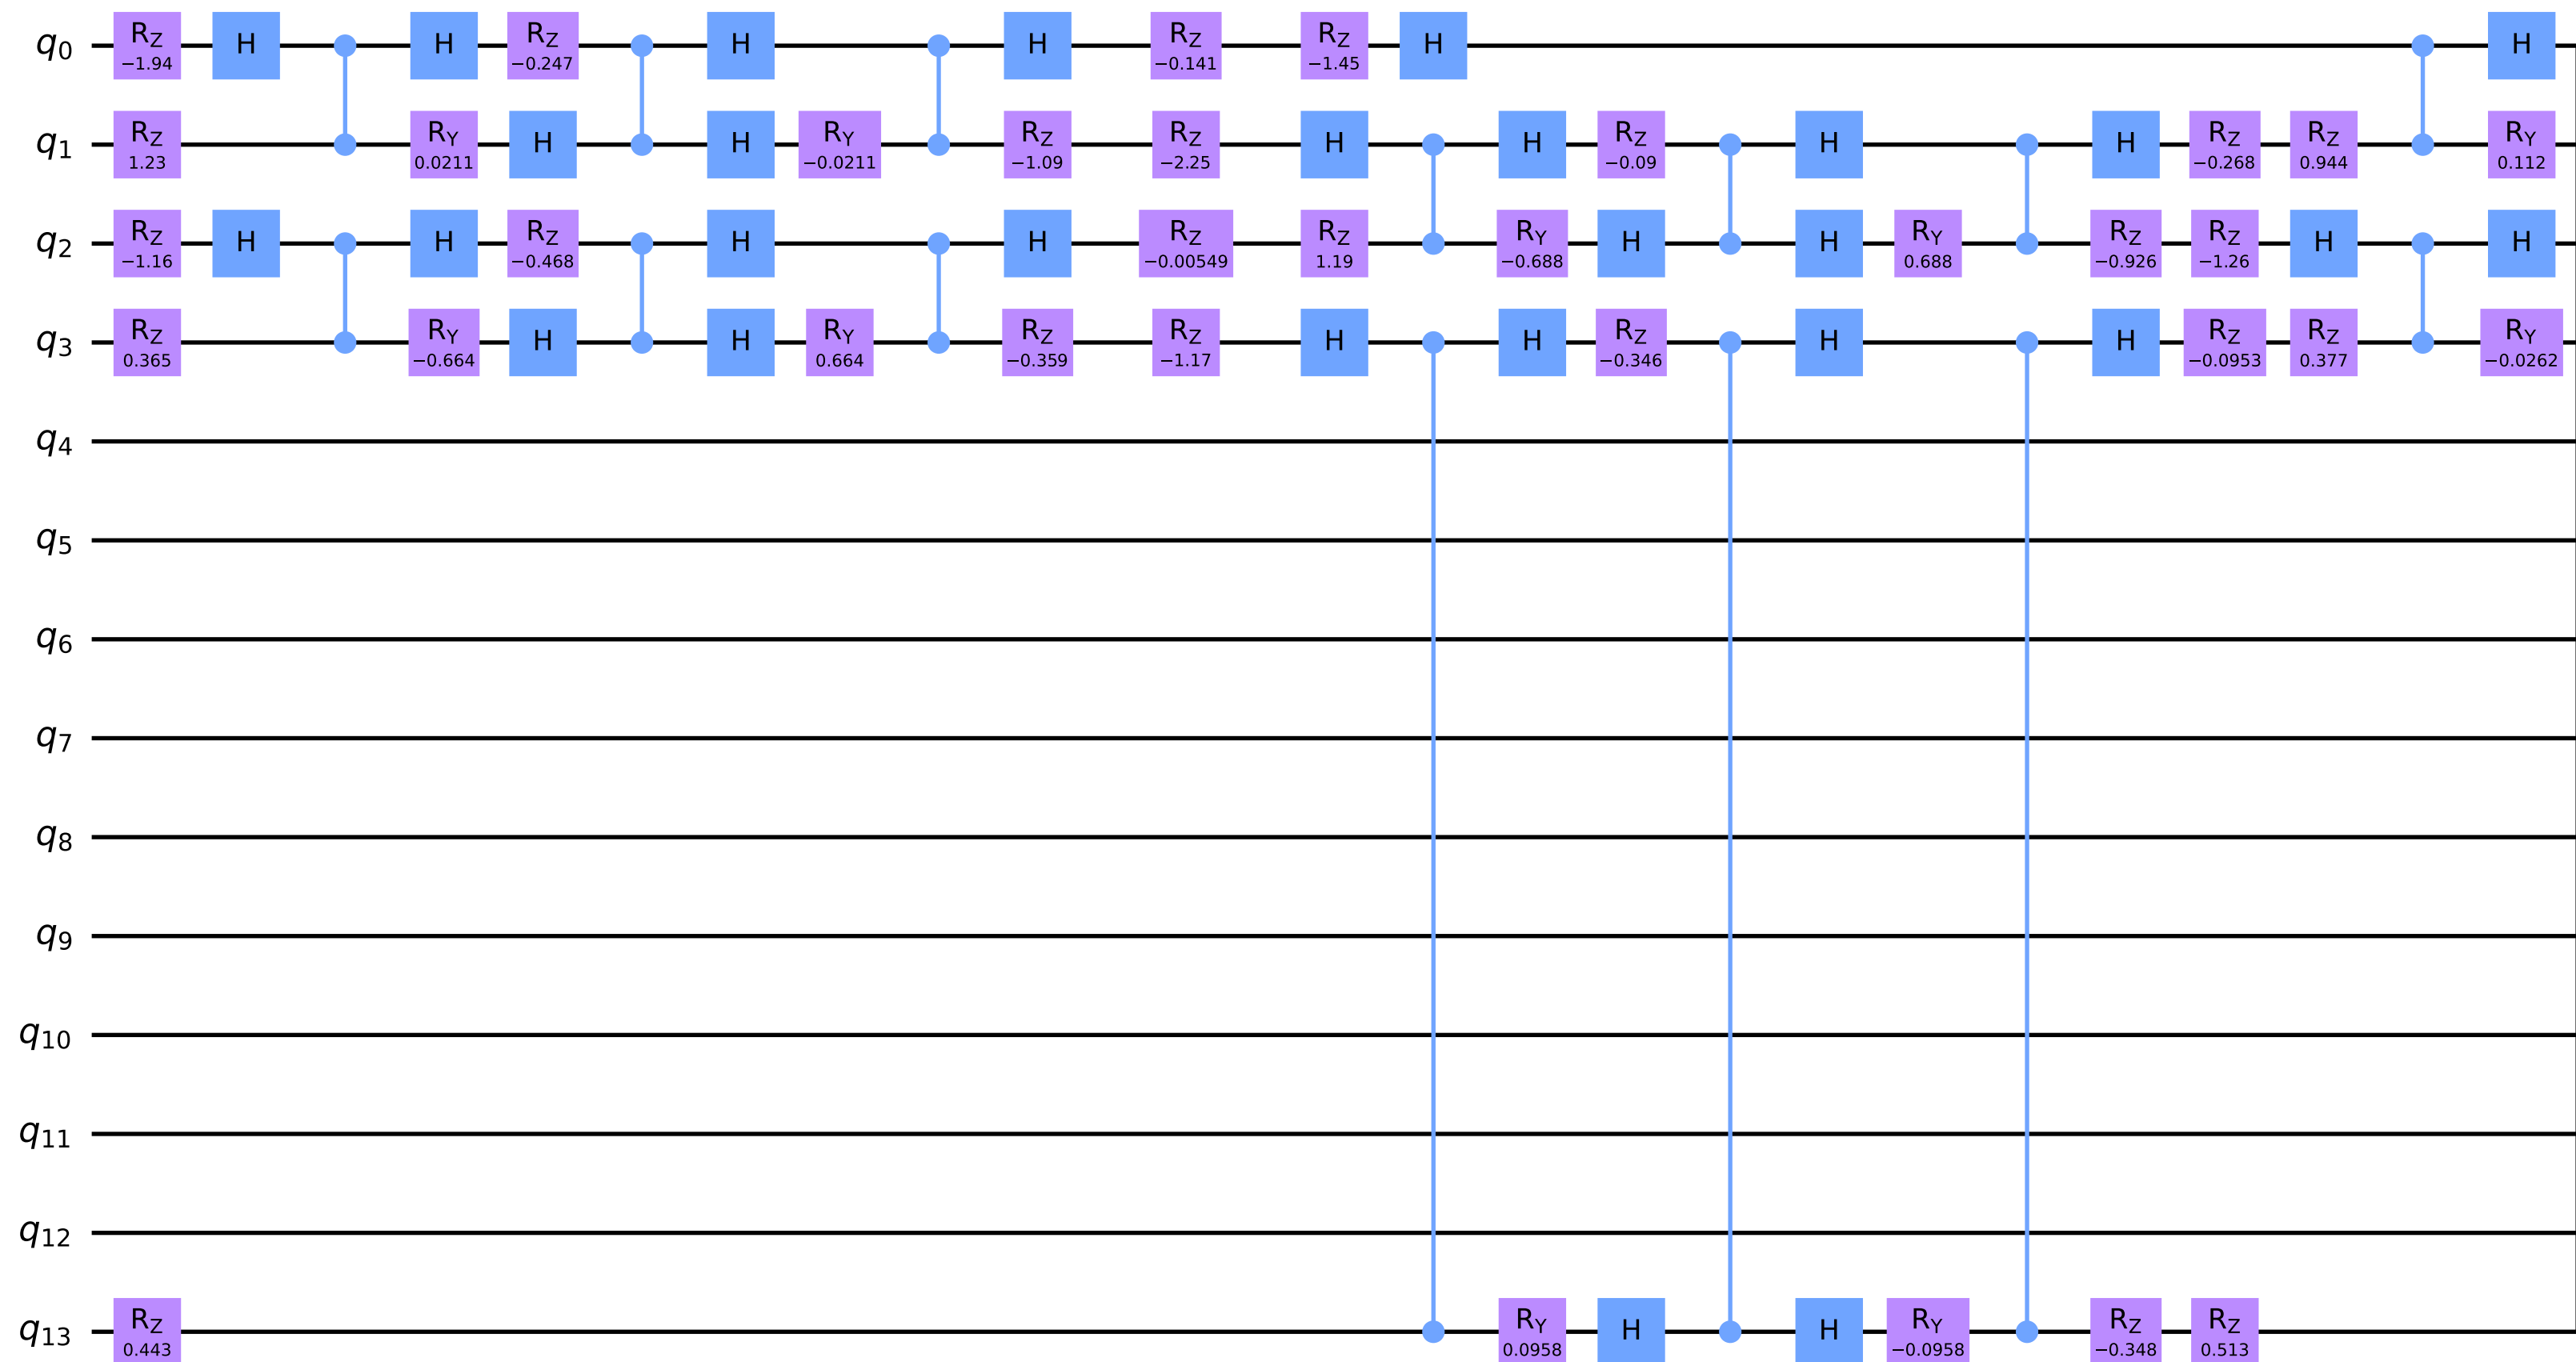 q0 RZ −1.94 H H RZ −0.247 H H RZ −0.141 RZ −1.45 H H
q1 RZ 1.23 RY 0.0211 H H RY −0.0211 RZ −1.09 RZ −2.25 H H RZ −0.09 H H RZ −0.268 RZ 0.944 RY 0.112
q2 RZ −1.16 H H RZ −0.468 H H RZ −0.00549 RZ 1.19 RY −0.688 H H RY 0.688 RZ −0.926 RZ −1.26 H H
q3 RZ 0.365 RY −0.664 H H RY 0.664 RZ −0.359 RZ −1.17 H H RZ −0.346 H H RZ −0.0953 RZ 0.377 RY −0.0262
q4
q5
q6
q7
q8
q9
q10
q11
q12
q13 RZ 0.443 RY 0.0958 H H RY −0.0958 RZ −0.348 RZ 0.513